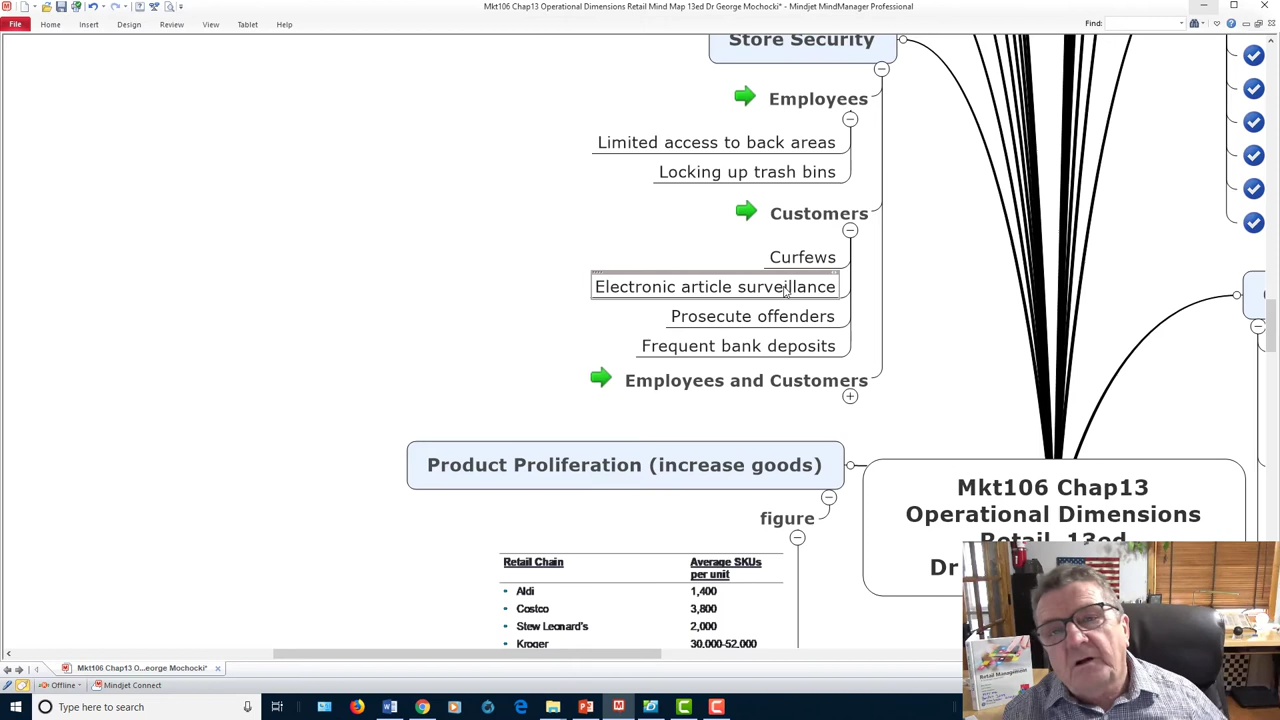 Mkt106 Chap13 Operational Dimensions Retail Mind Map 13ed Dr George Mochocki* - Mindjet MindManager Professional
File Home Insert Design Review View Tablet Help Find:
Store Security
Employees
Limited access to back areas
Locking up trash bins
Customers
Curfews
Electronic article surveillance
Prosecute offenders
Frequent bank deposits
Employees and Customers
Product Proliferation (increase goods)
figure
Retail Chain Average SKUs
per unit
Aldi 1,400
Costco 3,800
Stew Leonard's 2,000
Kroger 30,000-52,000
Mkt106 Chap13
Operational Dimensions
Retail 13ed
Dr
Retail Management
Mkt106 Chap13 O...eorge Mochocki*
Offline Mindjet Connect
Type here to search